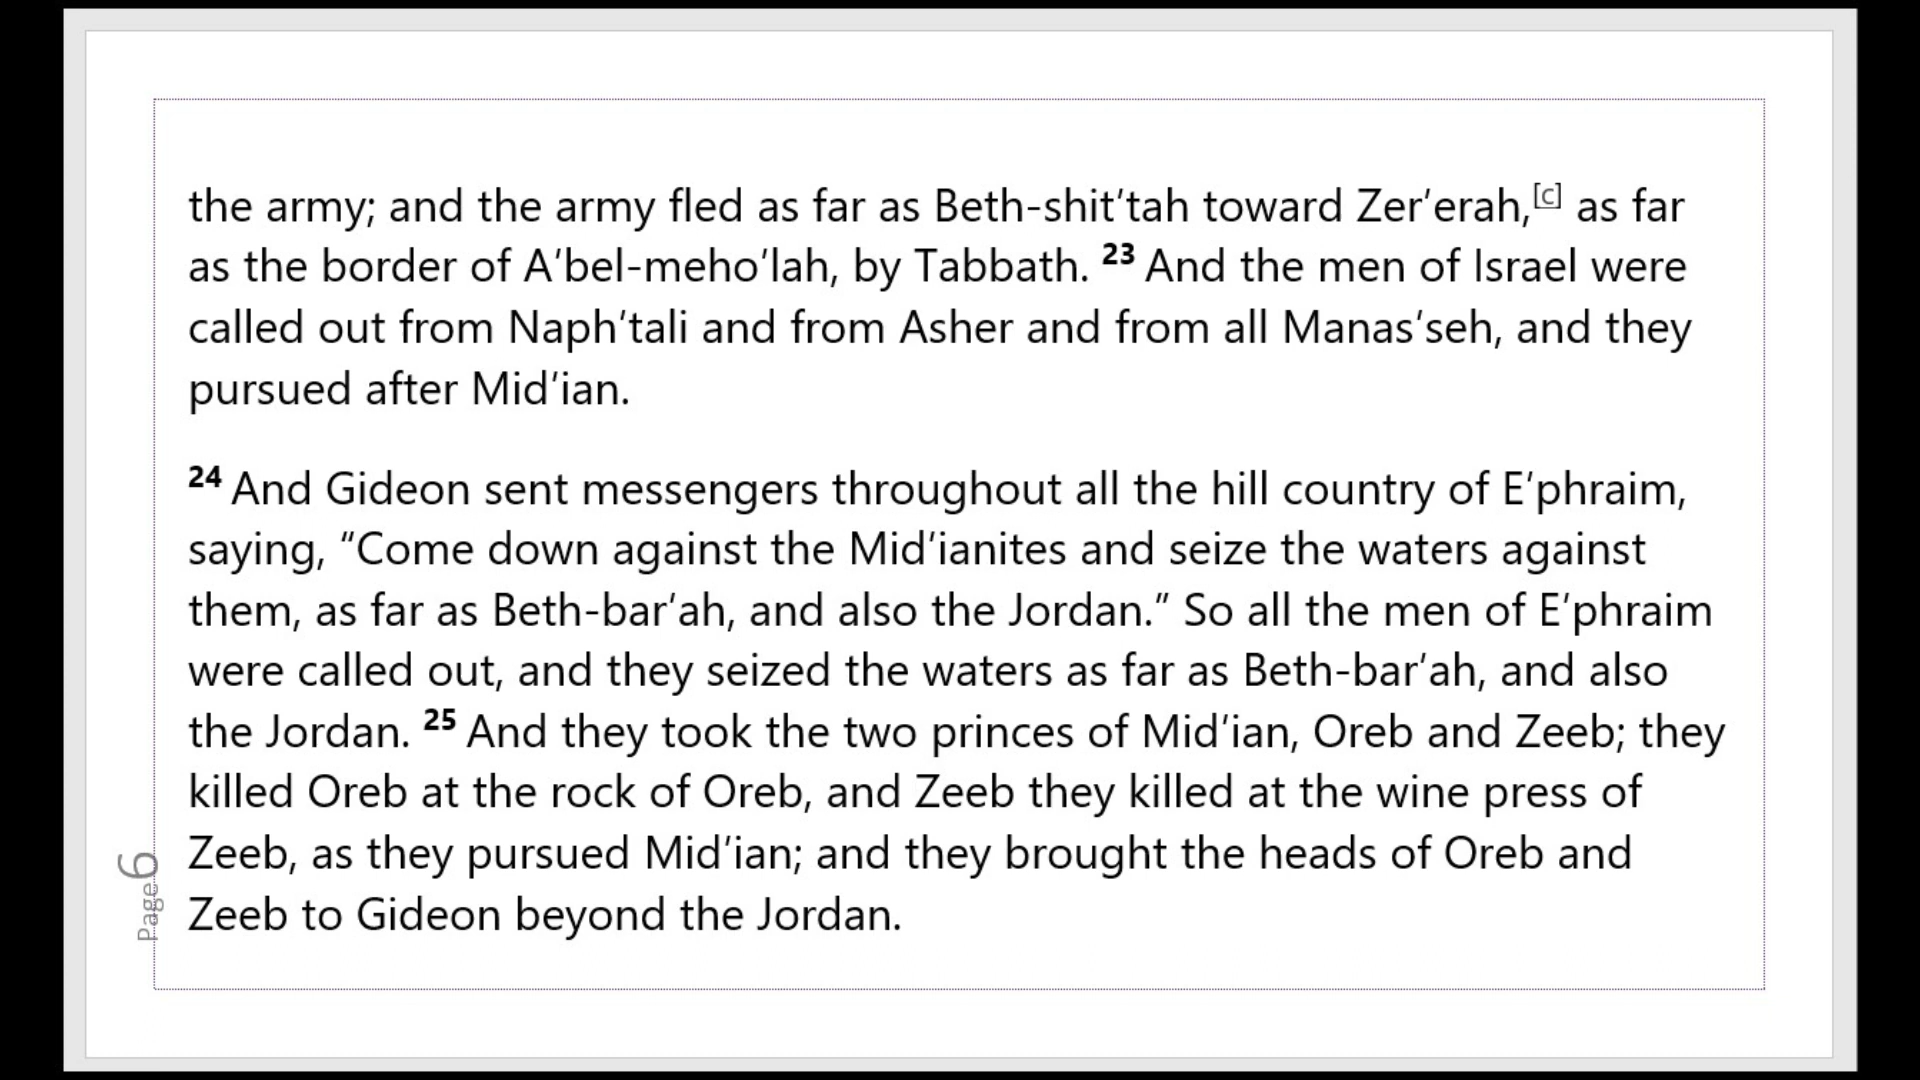 the army; and the army fled as far as Beth-shit′tah toward Zer′erah,[c] as far
as the border of A′bel-meho′lah, by Tabbath. 23 And the men of Israel were
called out from Naph′tali and from Asher and from all Manas′seh, and they
pursued after Mid′ian.
24 And Gideon sent messengers throughout all the hill country of E′phraim,
saying, “Come down against the Mid′ianites and seize the waters against
them, as far as Beth-bar′ah, and also the Jordan.” So all the men of E′phraim
were called out, and they seized the waters as far as Beth-bar′ah, and also
the Jordan. 25 And they took the two princes of Mid′ian, Oreb and Zeeb; they
killed Oreb at the rock of Oreb, and Zeeb they killed at the wine press of
Zeeb, as they pursued Mid′ian; and they brought the heads of Oreb and
Zeeb to Gideon beyond the Jordan.
Page 6